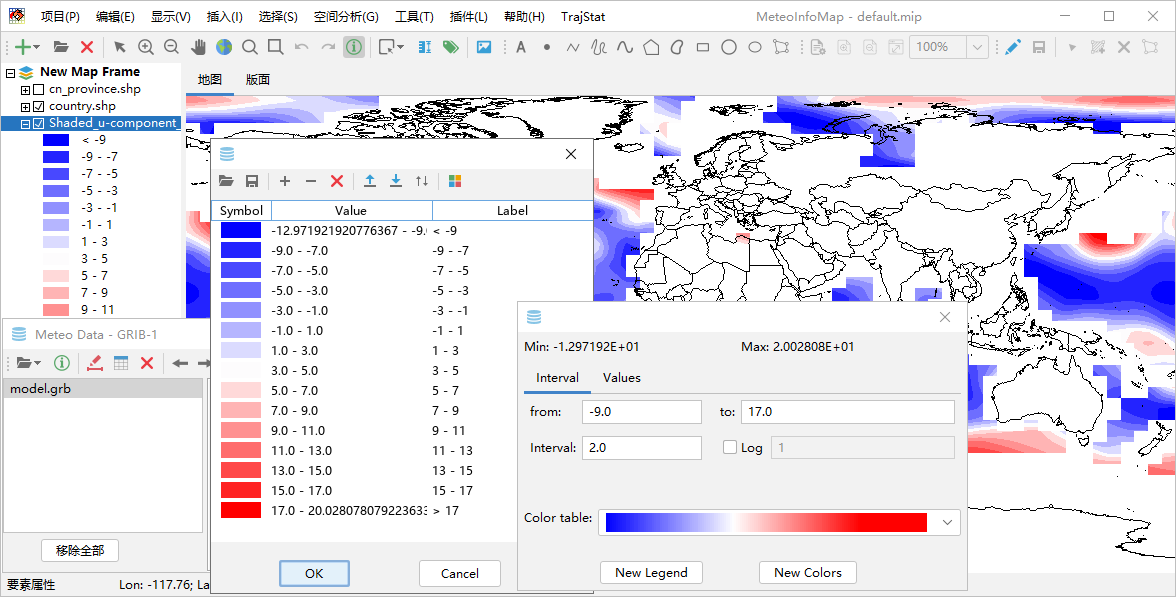 项目(P) 编辑(E) 显示(V) 插入(I) 选择(S) 空间分析(G) 工具(T) 插件(L) 帮助(H) TrajStat MeteoInfoMap - default.mip
100%
New Map Frame
cn_province.shp
country.shp
Shaded_u-component_
< -9
-9 - -7
-7 - -5
-5 - -3
-3 - -1
-1 - 1
1 - 3
3 - 5
5 - 7
7 - 9
9 - 11
地图 版面
Meteo Data - GRIB-1
model.grb
移除全部
要素属性 Lon: -117.76; La
Symbol Value Label
-12.971921920776367 - -9.( < -9
-9.0 - -7.0 -9 - -7
-7.0 - -5.0 -7 - -5
-5.0 - -3.0 -5 - -3
-3.0 - -1.0 -3 - -1
-1.0 - 1.0 -1 - 1
1.0 - 3.0 1 - 3
3.0 - 5.0 3 - 5
5.0 - 7.0 5 - 7
7.0 - 9.0 7 - 9
9.0 - 11.0 9 - 11
11.0 - 13.0 11 - 13
13.0 - 15.0 13 - 15
15.0 - 17.0 15 - 17
17.0 - 20.028078079223633 > 17
OK Cancel
Min: -1.297192E+01 Max: 2.002808E+01
Interval Values
from: -9.0 to: 17.0
Interval: 2.0 Log 1
Color table:
New Legend New Colors